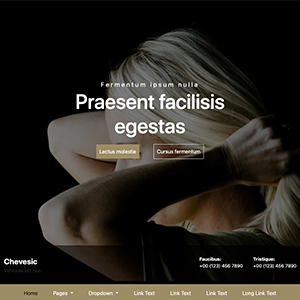 Fermentum ipsum nulla
Praesent facilisis
egestas
Lectus molestie
Cursus fermentum
Chevesic
Vehicula elit non
Faucibus:
+00 (123) 456 7890
Tristique:
+00 (123) 456 7890
Home
Pages
Dropdown
Link Text
Link Text
Link Text
Long Link Text